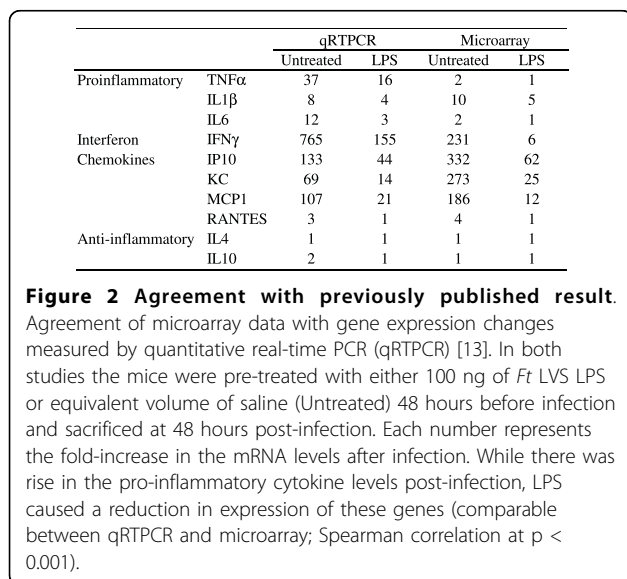 qRTPCR Microarray
Untreated LPS Untreated LPS
Proinflammatory TNFα 37 16 2 1
IL1β 8 4 10 5
IL6 12 3 2 1
Interferon IFNγ 765 155 231 6
Chemokines IP10 133 44 332 62
KC 69 14 273 25
MCP1 107 21 186 12
RANTES 3 1 4 1
Anti-inflammatory IL4 1 1 1 1
IL10 2 1 1 1
Figure 2 Agreement with previously published result.
Agreement of microarray data with gene expression changes
measured by quantitative real-time PCR (qRTPCR) [13]. In both
studies the mice were pre-treated with either 100 ng of Ft LVS LPS
or equivalent volume of saline (Untreated) 48 hours before infection
and sacrificed at 48 hours post-infection. Each number represents
the fold-increase in the mRNA levels after infection. While there was
rise in the pro-inflammatory cytokine levels post-infection, LPS
caused a reduction in expression of these genes (comparable
between qRTPCR and microarray; Spearman correlation at p <
0.001).